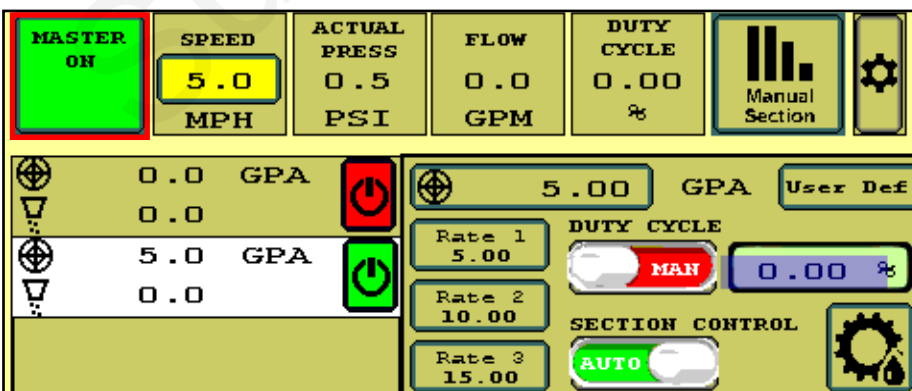 MASTER
ON
SPEED
5.0
MPH
ACTUAL
PRESS
0.5
PSI
FLOW
0.0
GPM
DUTY
CYCLE
0.00
%
Manual
Section
0.0 GPA
0.0
5.0 GPA
0.0
5.00 GPA
User Def
Rate 1
5.00
Rate 2
10.00
Rate 3
15.00
DUTY CYCLE
MAN
0.00 %
SECTION CONTROL
AUTO